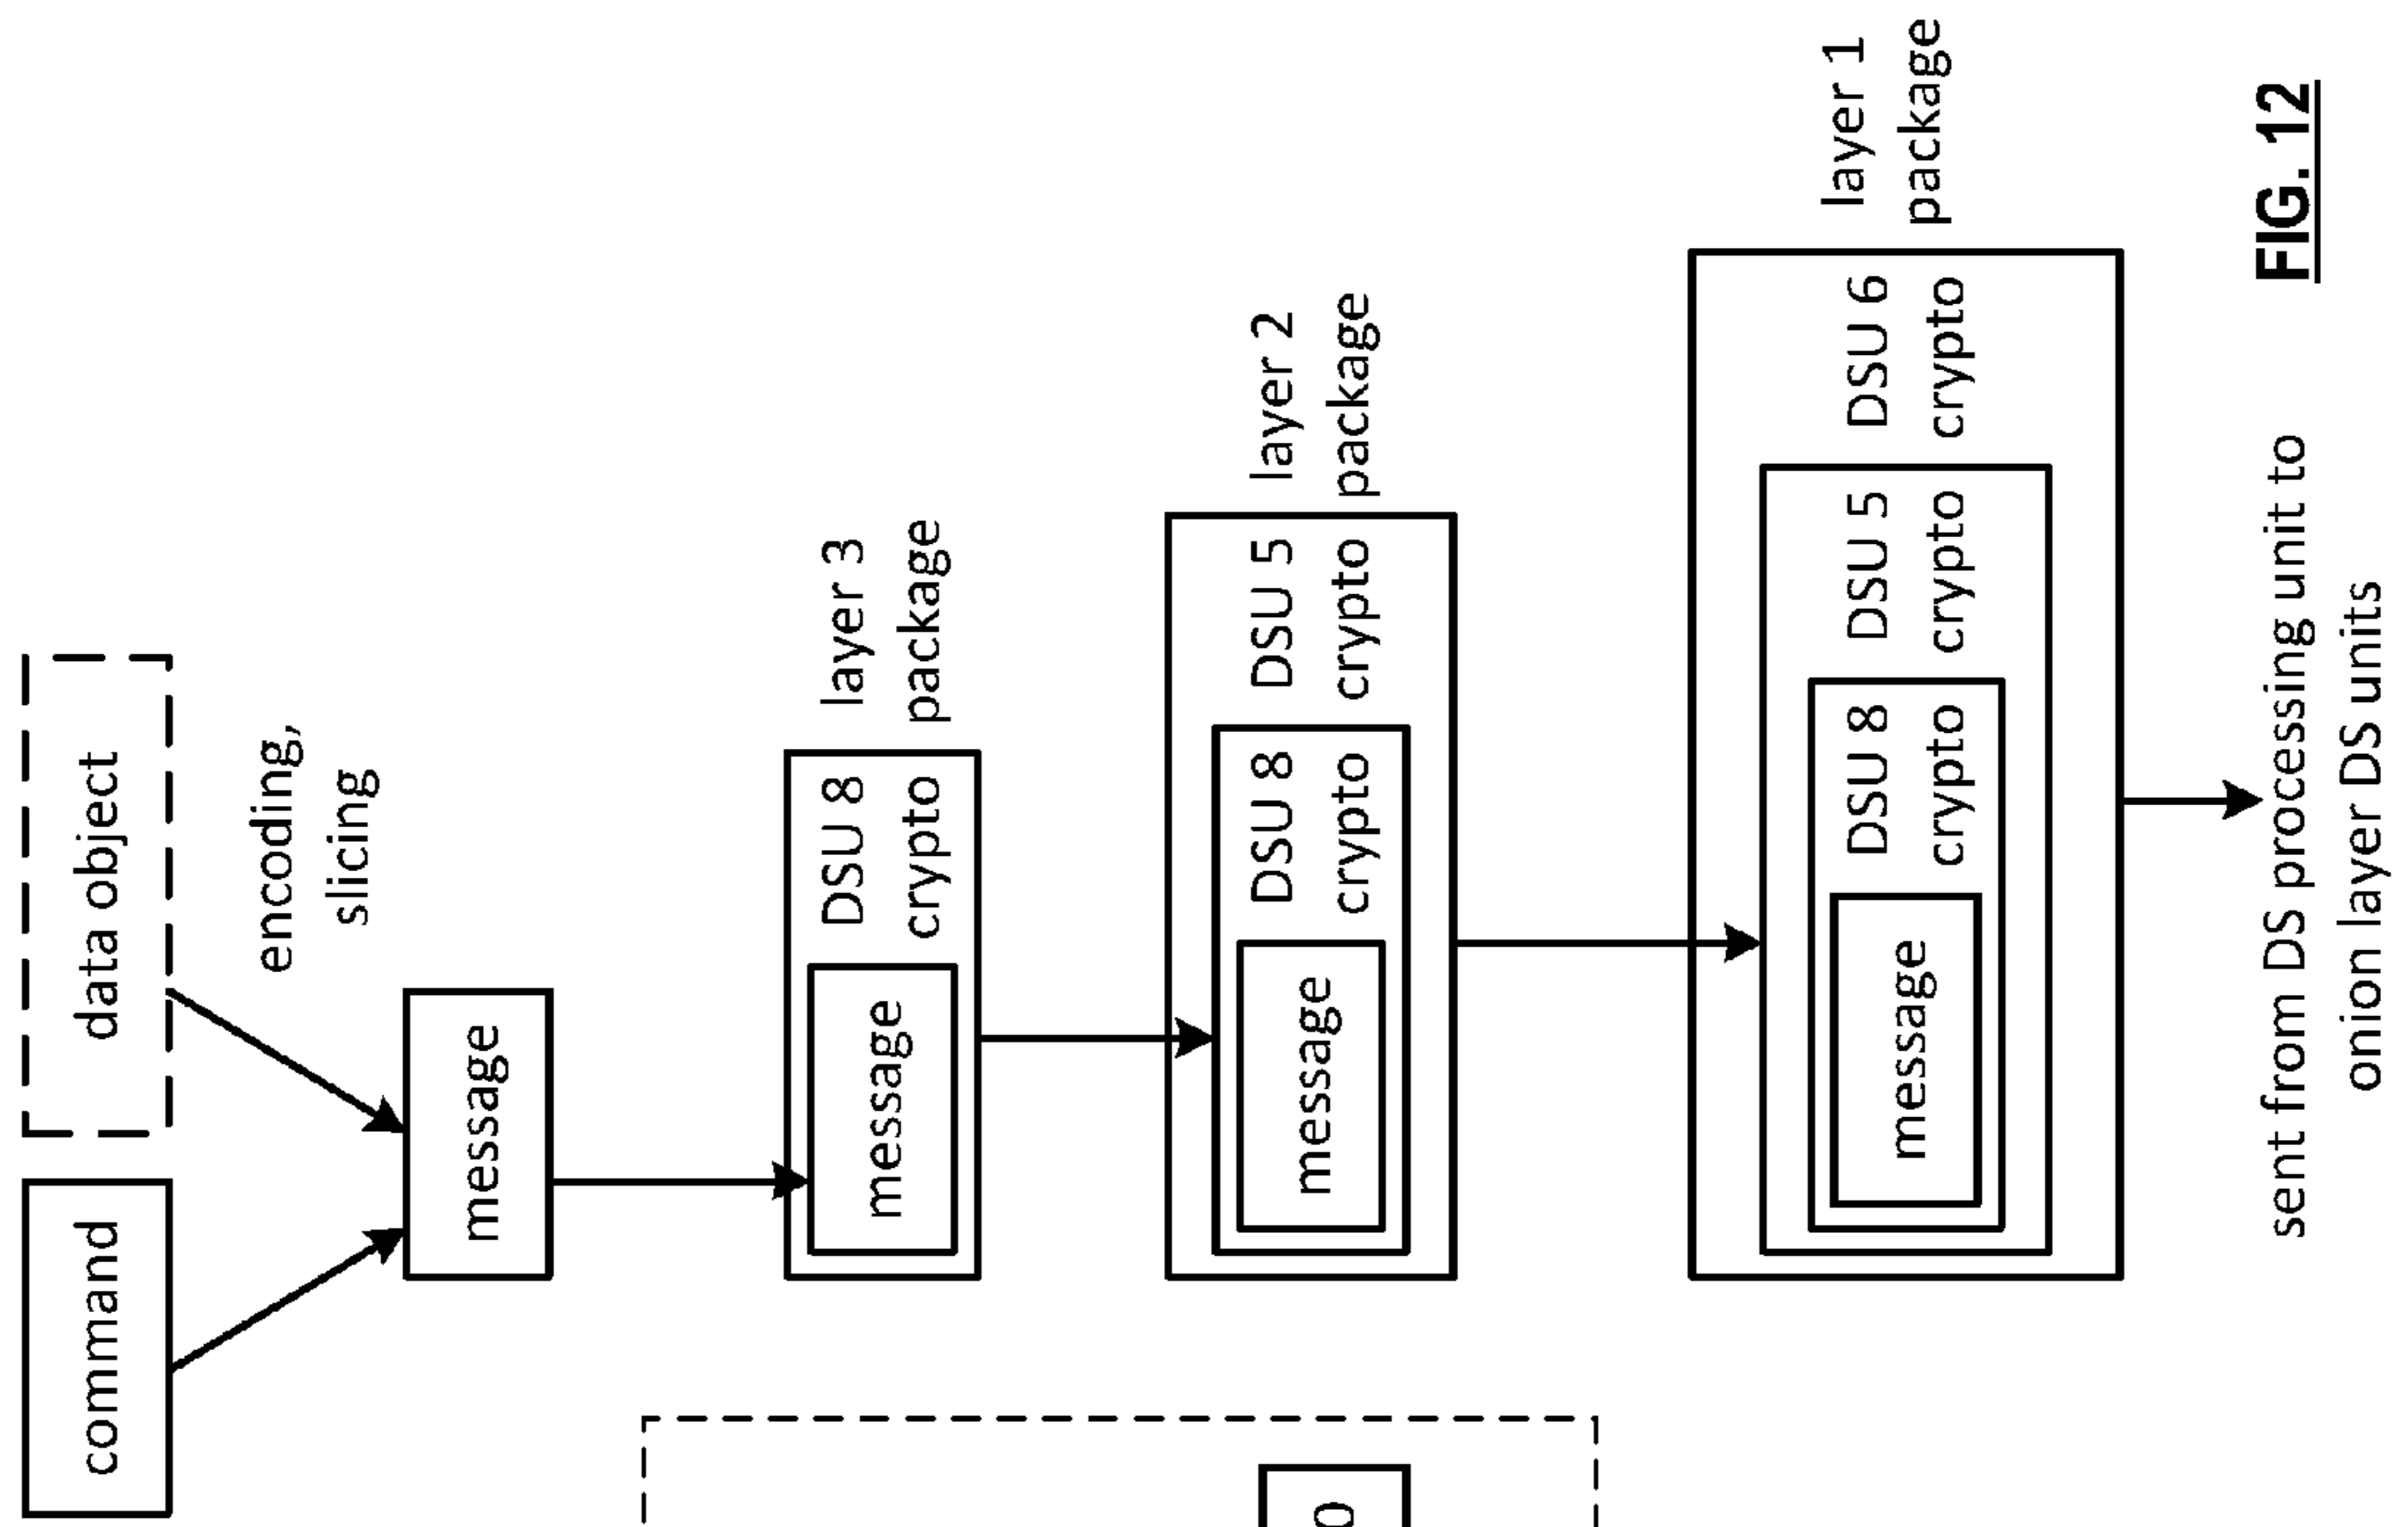 command
data object
encoding,
slicing
message
layer 3
package
message
DSU 8
crypto
layer 2
package
message
DSU 8
crypto
DSU 5
crypto
layer 1
package
message
DSU 8
crypto
DSU 5
crypto
DSU 6
crypto
sent from DS processing unit to
onion layer DS units
FIG. 12